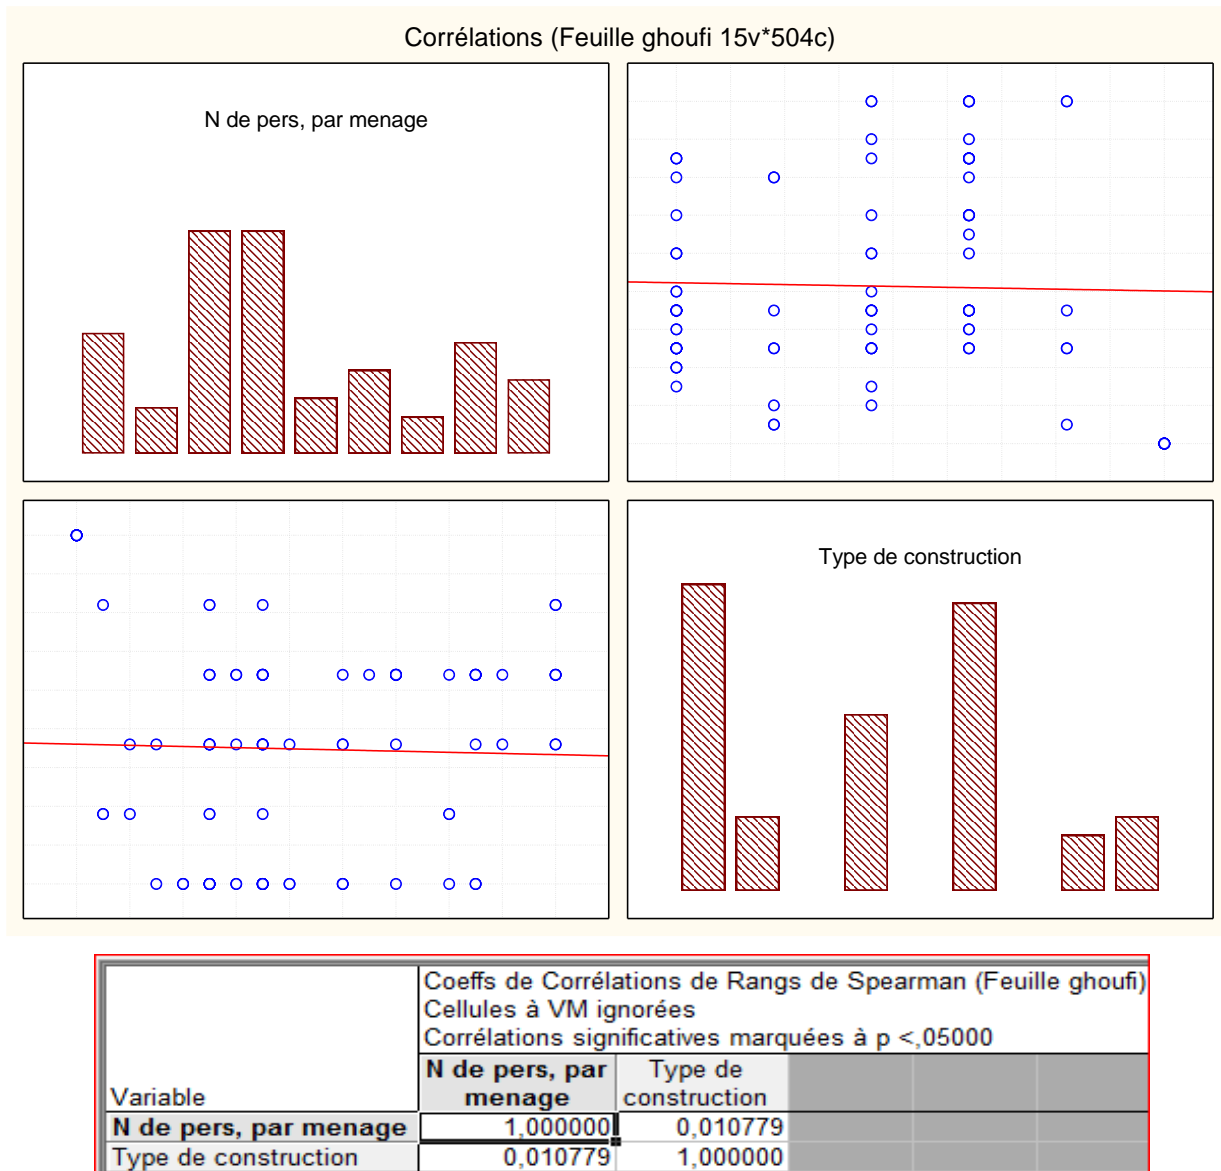 Corrélations (Feuille ghoufi 15v*504c)
N de pers, par menage
Type de construction
Coeffs de Corrélations de Rangs de Spearman (Feuille ghoufi)
Cellules à VM ignorées
Corrélations significatives marquées à p <,05000
Variable
N de pers, par menage
Type de construction
N de pers, par menage 1,000000 0,010779
Type de construction 0,010779 1,000000